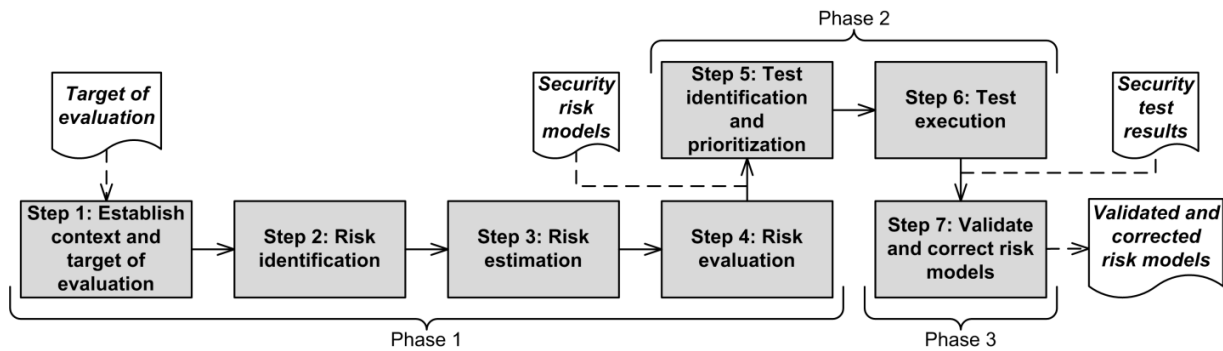 Phase 2
Target of
evaluation
Security
risk
models
Step 5: Test
identification
and
prioritization
Step 6: Test
execution
Security
test
results
Step 1: Establish
context and
target of
evaluation
Step 2: Risk
identification
Step 3: Risk
estimation
Step 4: Risk
evaluation
Step 7: Validate
and correct risk
models
Validated and
corrected
risk models
Phase 1
Phase 3